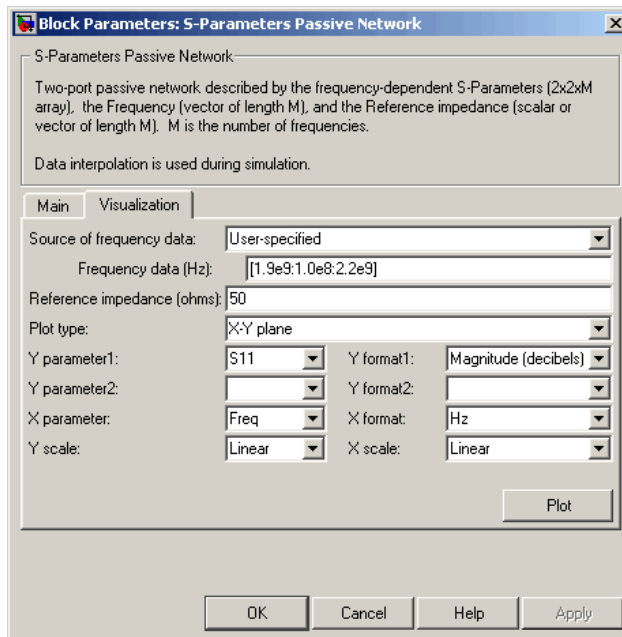 Block Parameters: S-Parameters Passive Network
S-Parameters Passive Network
Two-port passive network described by the frequency-dependent S-Parameters (2x2xM
array), the Frequency (vector of length M), and the Reference impedance (scalar or
vector of length M). M is the number of frequencies.
Data interpolation is used during simulation.
Main Visualization
Source of frequency data: User-specified
Frequency data (Hz): [1.9e9:1.0e8:2.2e9]
Reference impedance (ohms): 50
Plot type: X-Y plane
Y parameter1: S11 Y format1: Magnitude (decibels)
Y parameter2: Y format2:
X parameter: Freq X format: Hz
Y scale: Linear X scale: Linear
Plot
OK Cancel Help Apply